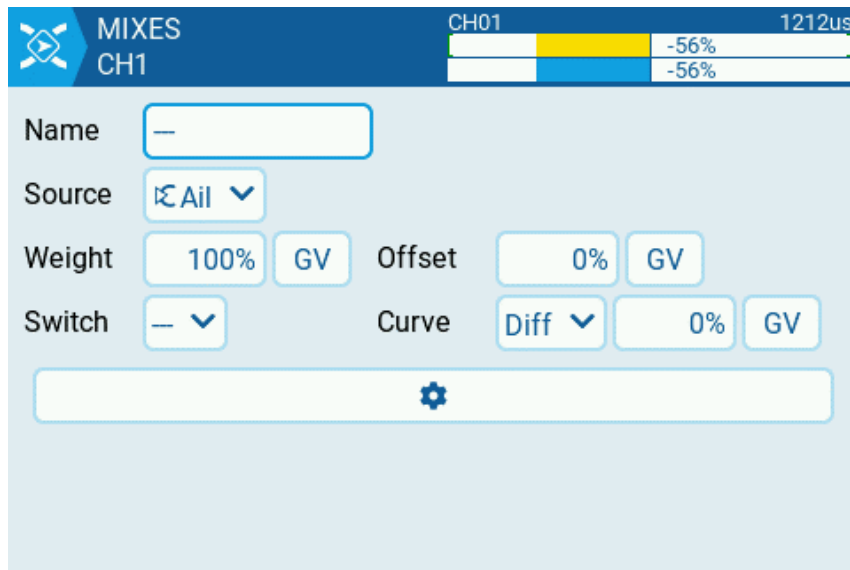 MIXES
CH1
CH01 1212us
-56%
-56%
Name ---
Source Ail
Weight 100% GV Offset 0% GV
Switch --- Curve Diff 0% GV